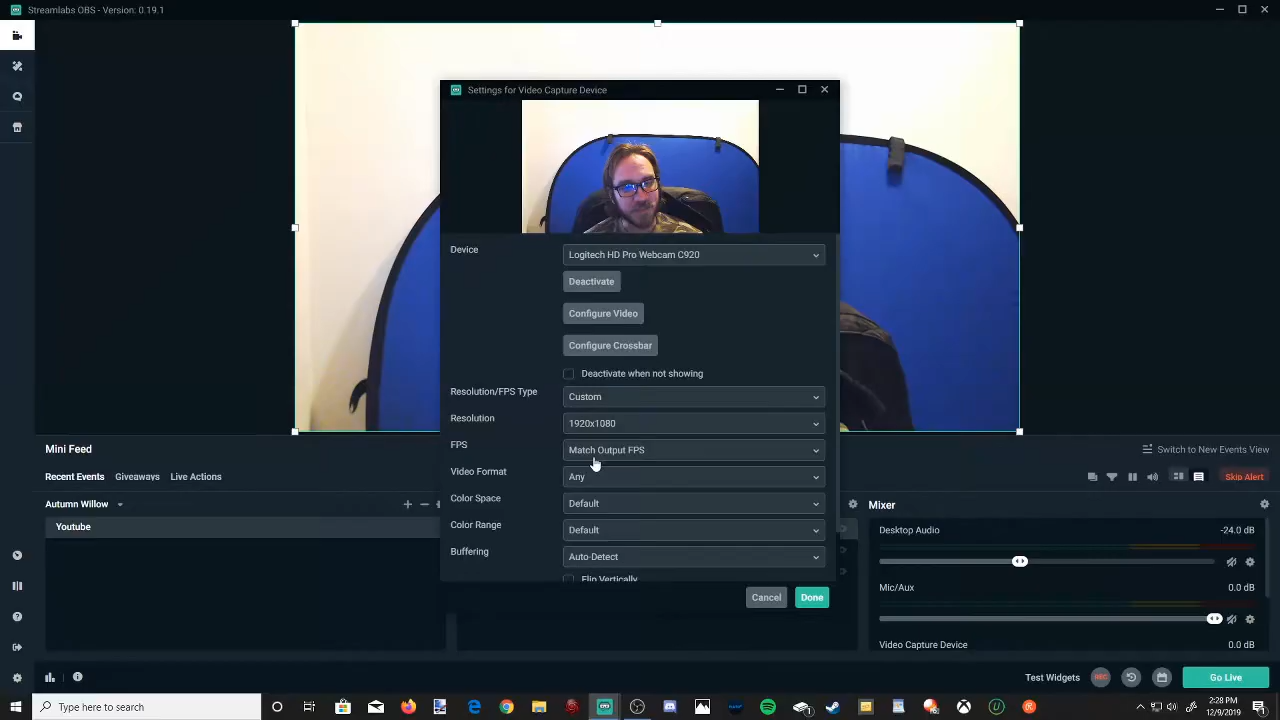 Streamlabs OBS - Version: 0.19.1
Settings for Video Capture Device
Device
Logitech HD Pro Webcam C920
Deactivate
Configure Video
Configure Crossbar
Deactivate when not showing
Resolution/FPS Type
Custom
Resolution
1920x1080
FPS
Match Output FPS
Video Format
Any
Color Space
Default
Color Range
Default
Buffering
Auto-Detect
Flip Vertically
Cancel
Done
Mini Feed
Switch to New Events View
Recent Events
Giveaways
Live Actions
Skip Alert
Autumn Willow
Youtube
Mixer
Desktop Audio
-24.0 dB
Mic/Aux
0.0 dB
Video Capture Device
0.0 dB
Test Widgets
REC
Go Live
Type here to search
2:28 PM
12/9/2019